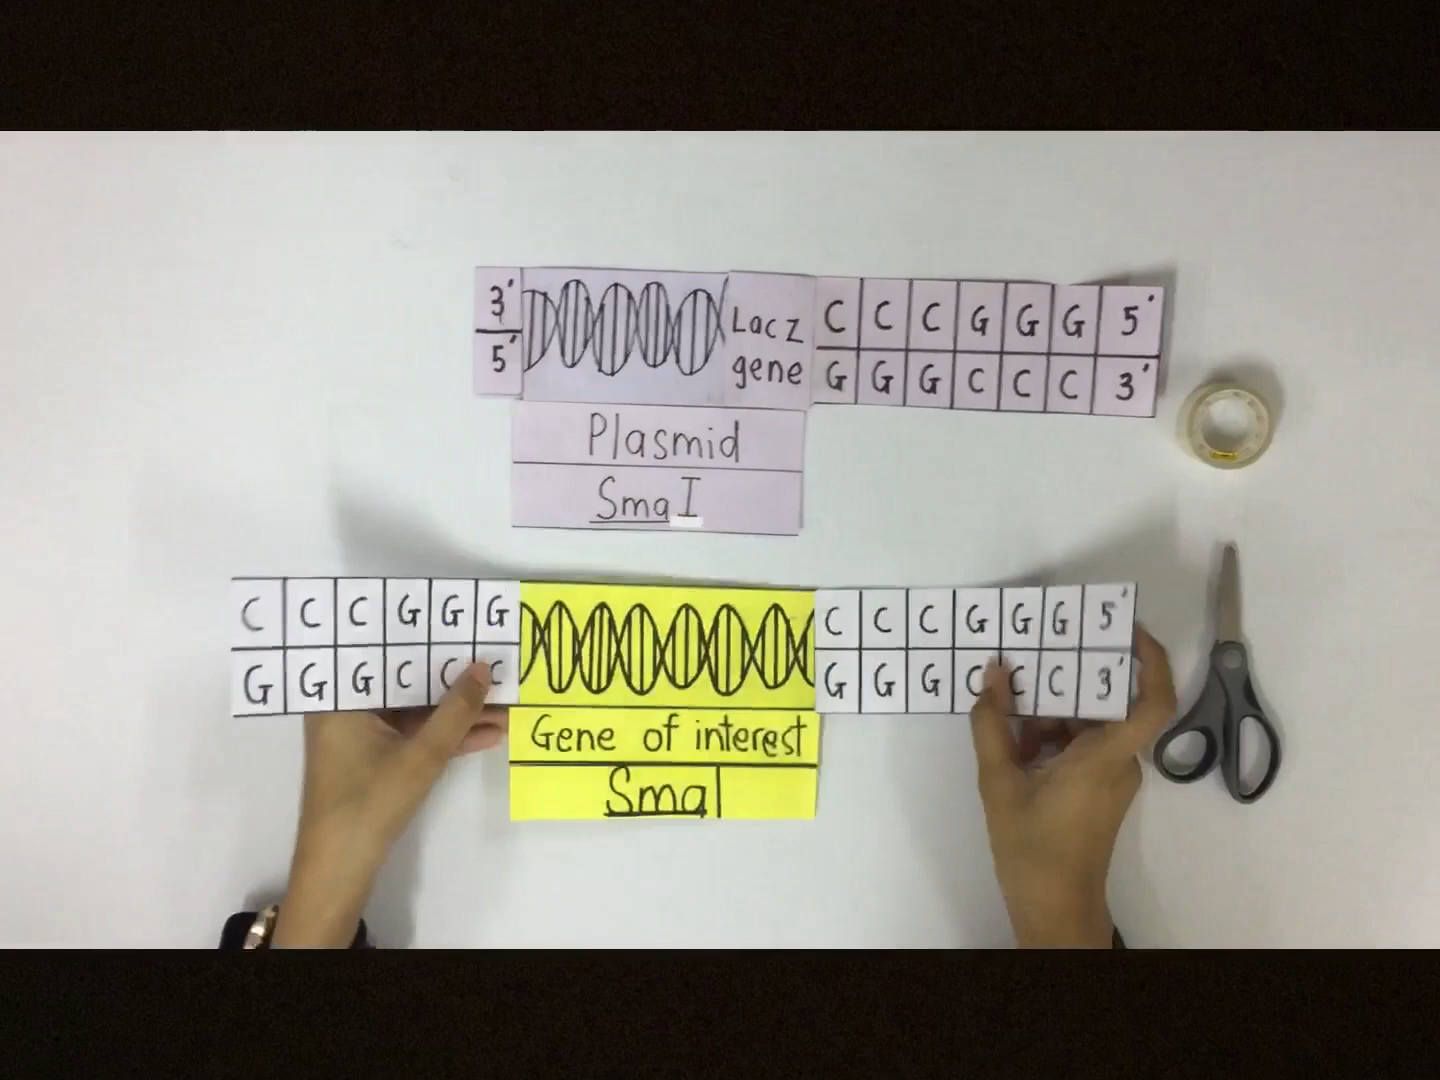 3' Lac z C C C G G G 5'
5' gene G G G C C C 3'
Plasmid
SmaI
C C C G G G C C C G G G 5'
G G G C C C G G G C C C 3'
Gene of interest
SmaI